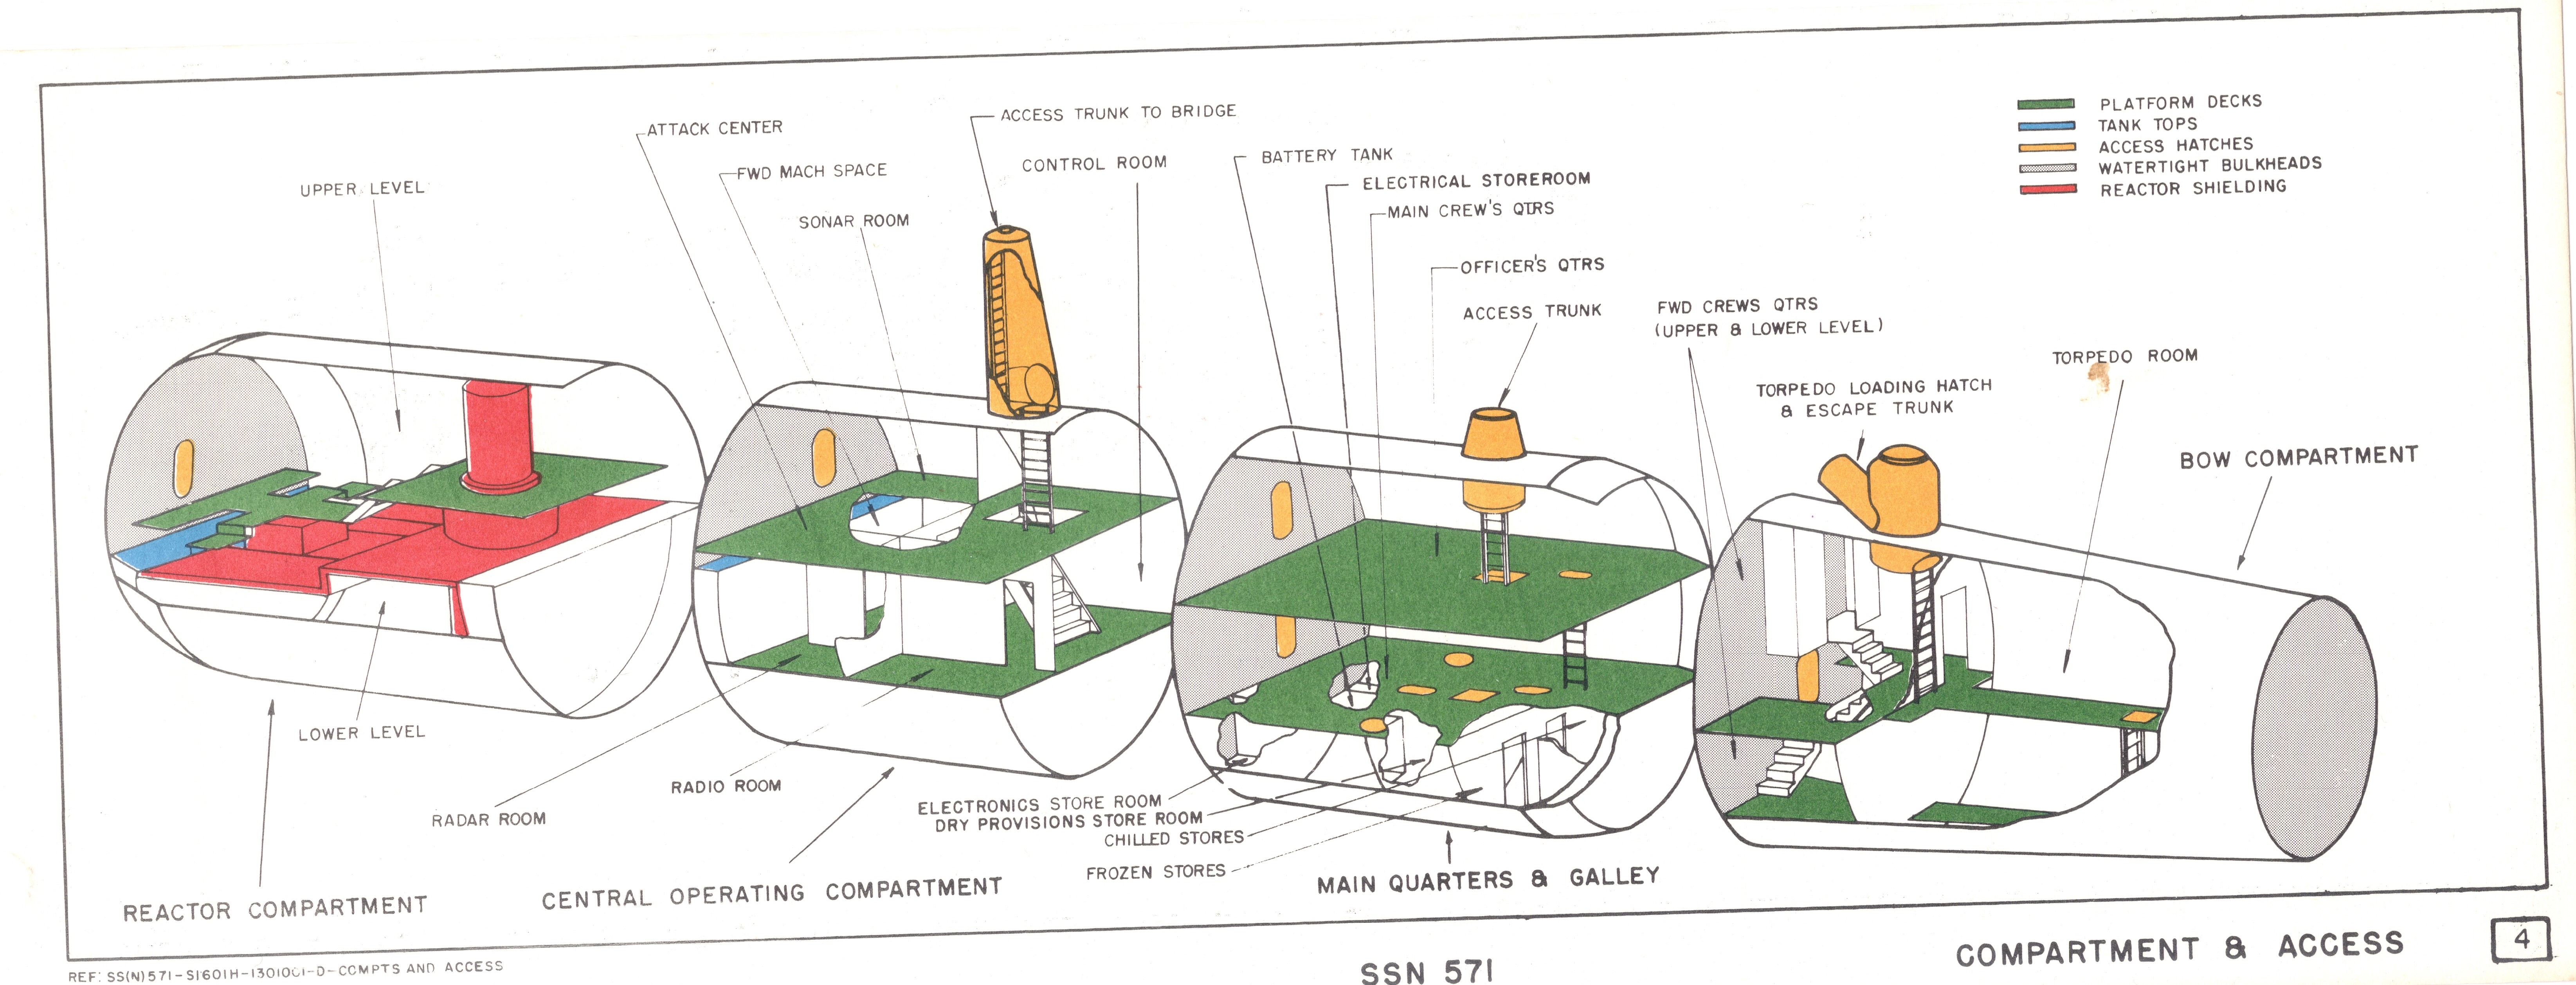 PLATFORM DECKS
TANK TOPS
ACCESS HATCHES
WATERTIGHT BULKHEADS
REACTOR SHIELDING
UPPER LEVEL
ATTACK CENTER
FWD MACH SPACE
SONAR ROOM
ACCESS TRUNK TO BRIDGE
CONTROL ROOM
BATTERY TANK
ELECTRICAL STOREROOM
MAIN CREW'S QTRS
OFFICER'S QTRS
ACCESS TRUNK
FWD CREWS QTRS
(UPPER & LOWER LEVEL)
TORPEDO LOADING HATCH
& ESCAPE TRUNK
TORPEDO ROOM
BOW COMPARTMENT
LOWER LEVEL
RADAR ROOM
RADIO ROOM
ELECTRONICS STORE ROOM
DRY PROVISIONS STORE ROOM
CHILLED STORES
FROZEN STORES
REACTOR COMPARTMENT
CENTRAL OPERATING COMPARTMENT
MAIN QUARTERS & GALLEY
REF: SS(N)571-S1601H-1301001-D-COMPTS AND ACCESS
SSN 571
COMPARTMENT & ACCESS
4